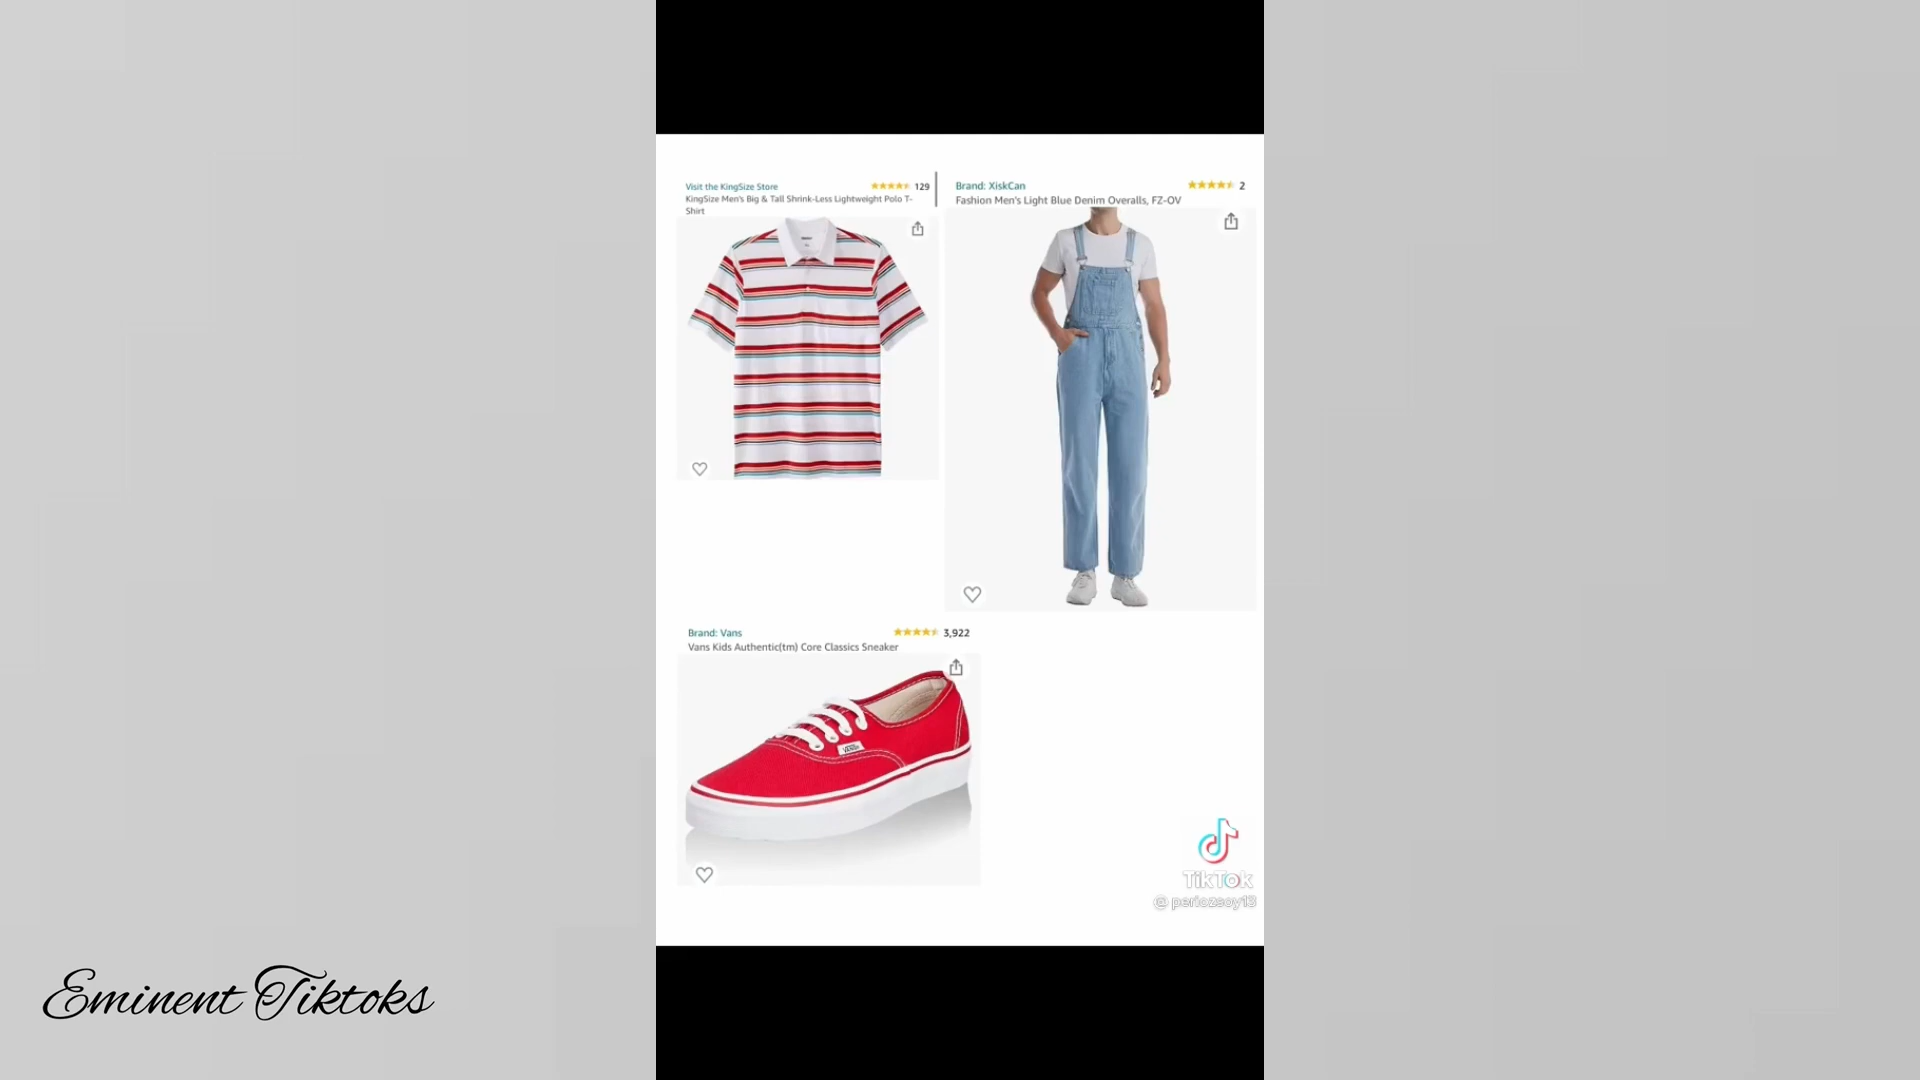 Visit the KingSize Store
129
KingSize Men's Big & Tall Shrink-Less Lightweight Polo T-
Shirt
Brand: XiskCan
2
Fashion Men's Light Blue Denim Overalls, FZ-OV
Brand: Vans
3,922
Vans Kids Authentic(tm) Core Classics Sneaker
VANS
TikTok
@ periozsoy13
Eminent Tiktoks